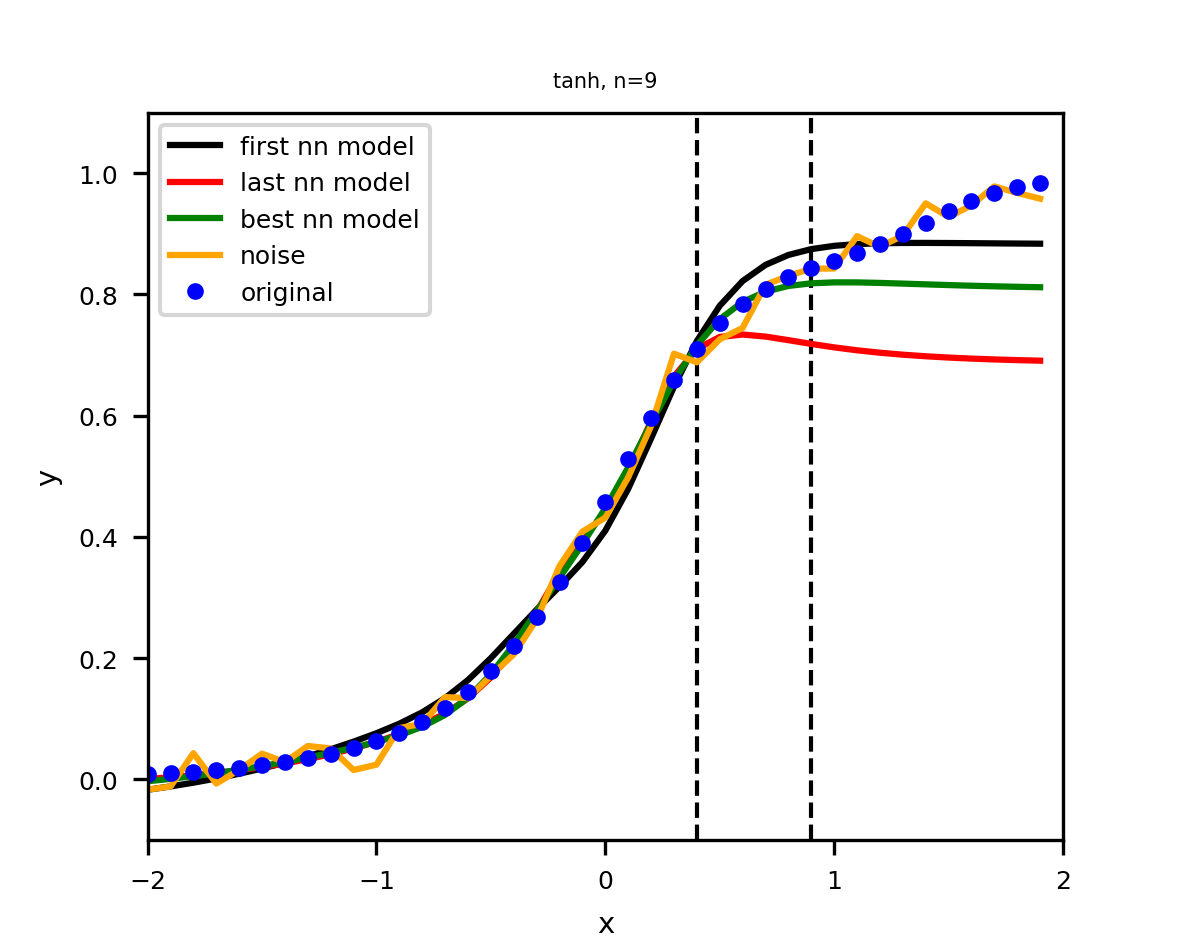 tanh, n=9
first nn model
last nn model
best nn model
noise
original
1.0
0.8
0.6
0.4
0.2
0.0
y
−2
−1
0
1
2
x